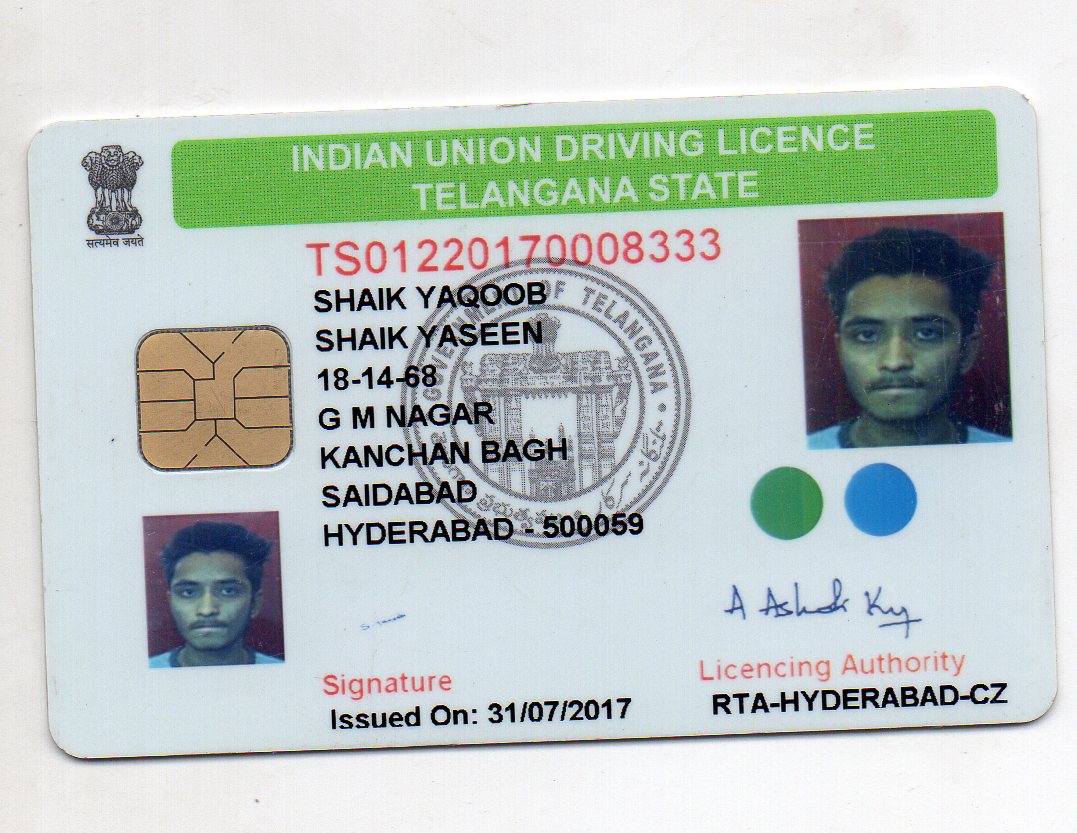 INDIAN UNION DRIVING LICENCE
TELANGANA STATE
सत्यमेव जयते
TS01220170008333
SHAIK YAQOOB
SHAIK YASEEN
18-14-68
G M NAGAR
KANCHAN BAGH
SAIDABAD
HYDERABAD - 500059
GOVERNMENT OF TELANGANA
A Ashok Ky
Signature
Licencing Authority
Issued On: 31/07/2017
RTA-HYDERABAD-CZ